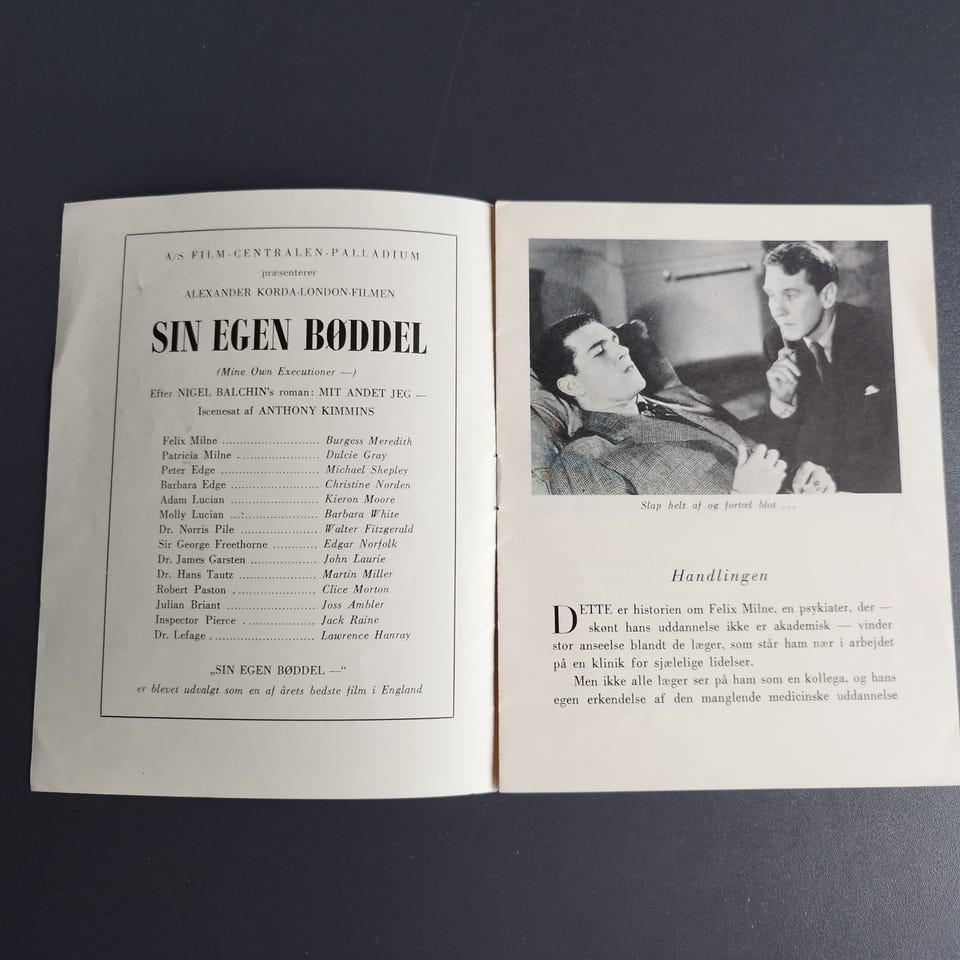 A/S FILM-CENTRALEN-PALLADIUM
præsenterer
ALEXANDER KORDA-LONDON-FILMEN
SIN EGEN BØDDEL
(Mine Own Executioner —)
Efter NIGEL BALCHIN's roman: MIT ANDET JEG —
Iscenesat af ANTHONY KIMMINS
Felix Milne ........................... Burgess Meredith
Patricia Milne ....................... Dulcie Gray
Peter Edge ........................... Michael Shepley
Barbara Edge ........................ Christine Norden
Adam Lucian ........................ Kieron Moore
Molly Lucian ........................ Barbara White
Dr. Norris Pile ...................... Walter Fitzgerald
Sir George Freethorne ............ Edgar Norfolk
Dr. James Garsten .................. John Laurie
Dr. Hans Tautz ...................... Martin Miller
Robert Paston ....................... Clice Morton
Julian Briant ........................ Joss Ambler
Inspector Pierce .................... Jack Raine
Dr. Lefage ............................ Lawrence Hanray
„SIN EGEN BØDDEL —“
er blevet udvalgt som en af årets bedste film i England
Slap helt af og fortæl blot ...
Handlingen
DETTE er historien om Felix Milne, en psykiater, der —
skønt hans uddannelse ikke er akademisk — vinder
stor anseelse blandt de læger, som står ham nær i arbejdet
på en klinik for sjælelige lidelser.
Men ikke alle læger ser på ham som en kollega, og hans
egen erkendelse af den manglende medicinske uddannelse